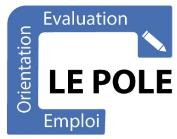 Evaluation
Orientation
LE POLE
Emploi